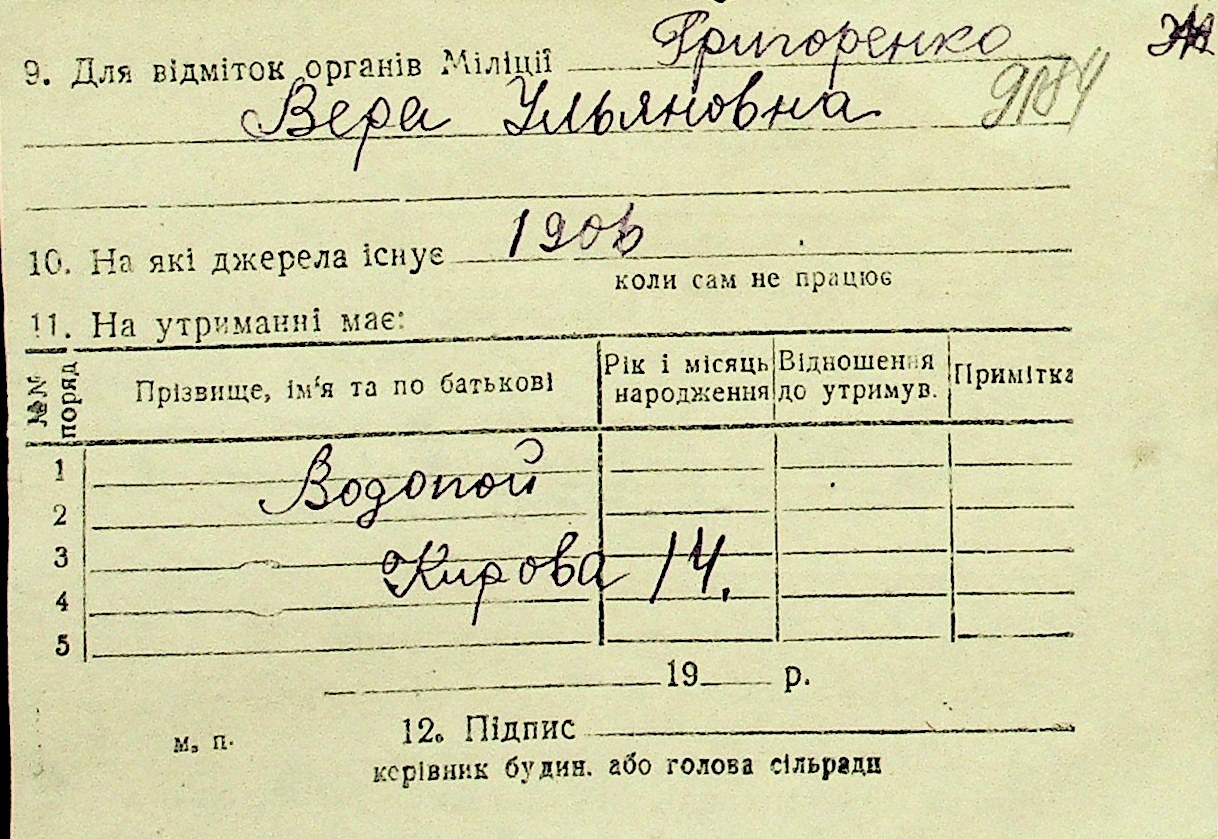 9. Для відміток органів Міліції Григоренко
Вера Ульяновна 9184
10. На які джерела існує 1906
коли сам не працює
11. На утриманні має:
№№ поряд Прізвище, ім'я та по батькові Рік і місяць народження Відношення до утримув. Примітка
1
Водопой
2
3
Кирова 14.
4
5
19 р.
м. п. 12. Підпис
керівник будин. або голова сільради